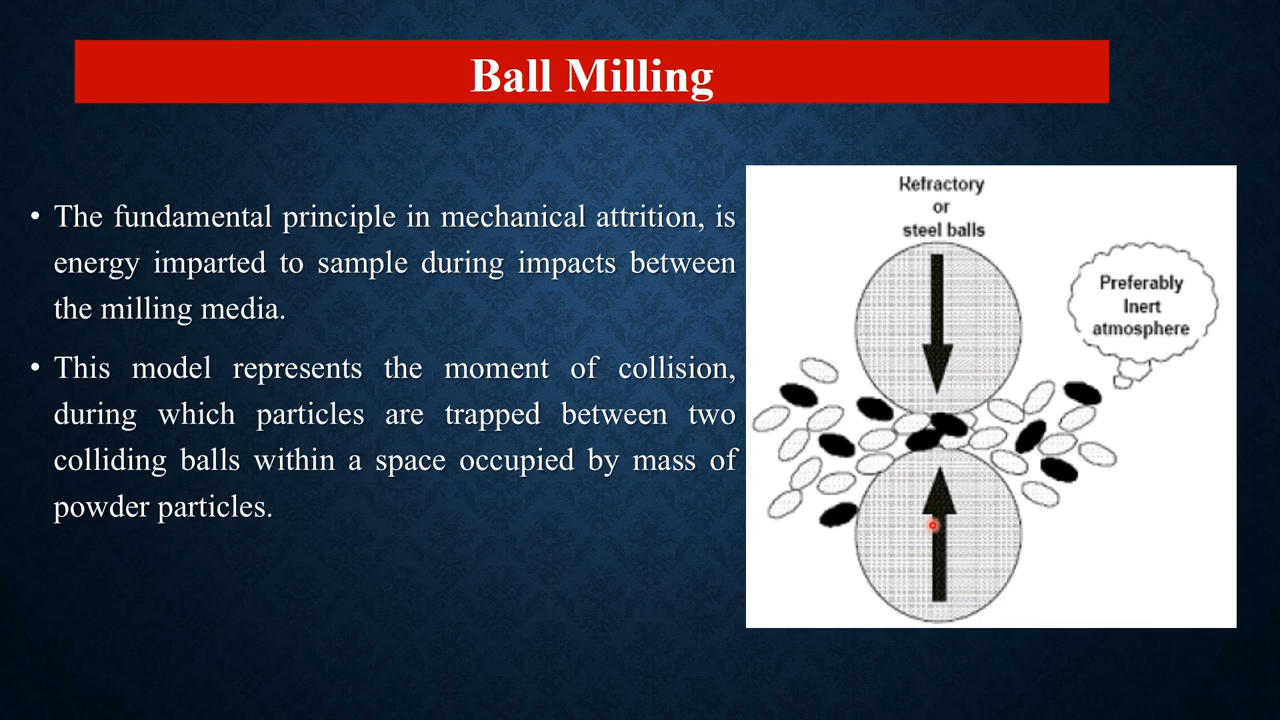 Ball Milling
• The fundamental principle in mechanical attrition, is
energy imparted to sample during impacts between
the milling media.
• This model represents the moment of collision,
during which particles are trapped between two
colliding balls within a space occupied by mass of
powder particles.
Refractory
or
steel balls
Preferably
Inert
atmosphere